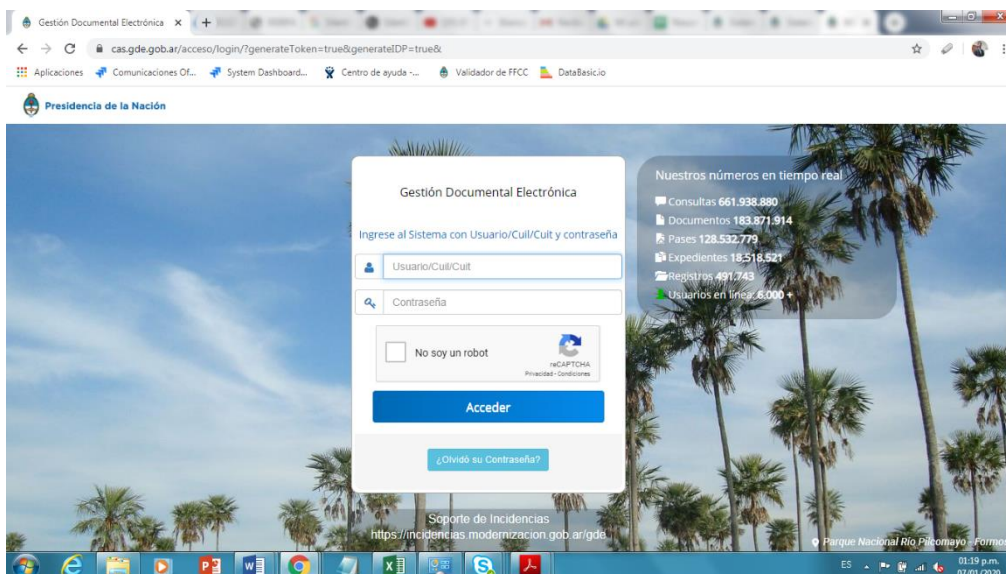 Gestión Documental Electrónica
cas.gde.gob.ar/acceso/login/?generateToken=true&generateIDP=true&
Aplicaciones
Comunicaciones Of...
System Dashboard...
Centro de ayuda -...
Validador de FFCC
DataBasic.io
Presidencia de la Nación
Gestión Documental Electrónica
Ingrese al Sistema con Usuario/Cuil/Cuit y contraseña
Usuario/Cuil/Cuit
Contraseña
No soy un robot
reCAPTCHA
Privacidad - Condiciones
Acceder
¿Olvidó su Contraseña?
Nuestros números en tiempo real
Consultas 661.938.880
Documentos 183.871.914
Pases 128.532.779
Expedientes 18.518.521
Registros 491.743
Usuarios en línea: 6.000 +
Soporte de Incidencias
https://incidencias.modernizacion.gob.ar/gde
Parque Nacional Río Pilcomayo - Formos
ES
01:19 p.m.
07/01/2020